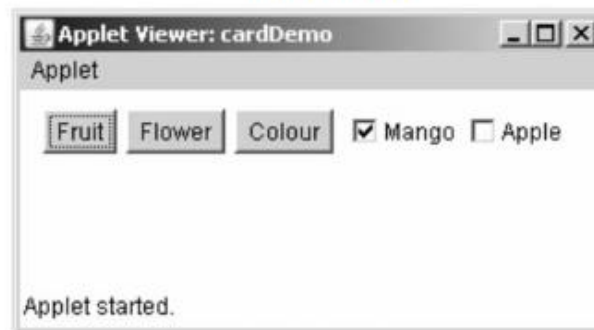 Applet Viewer: cardDemo
Applet
Fruit Flower Colour Mango Apple
Applet started.